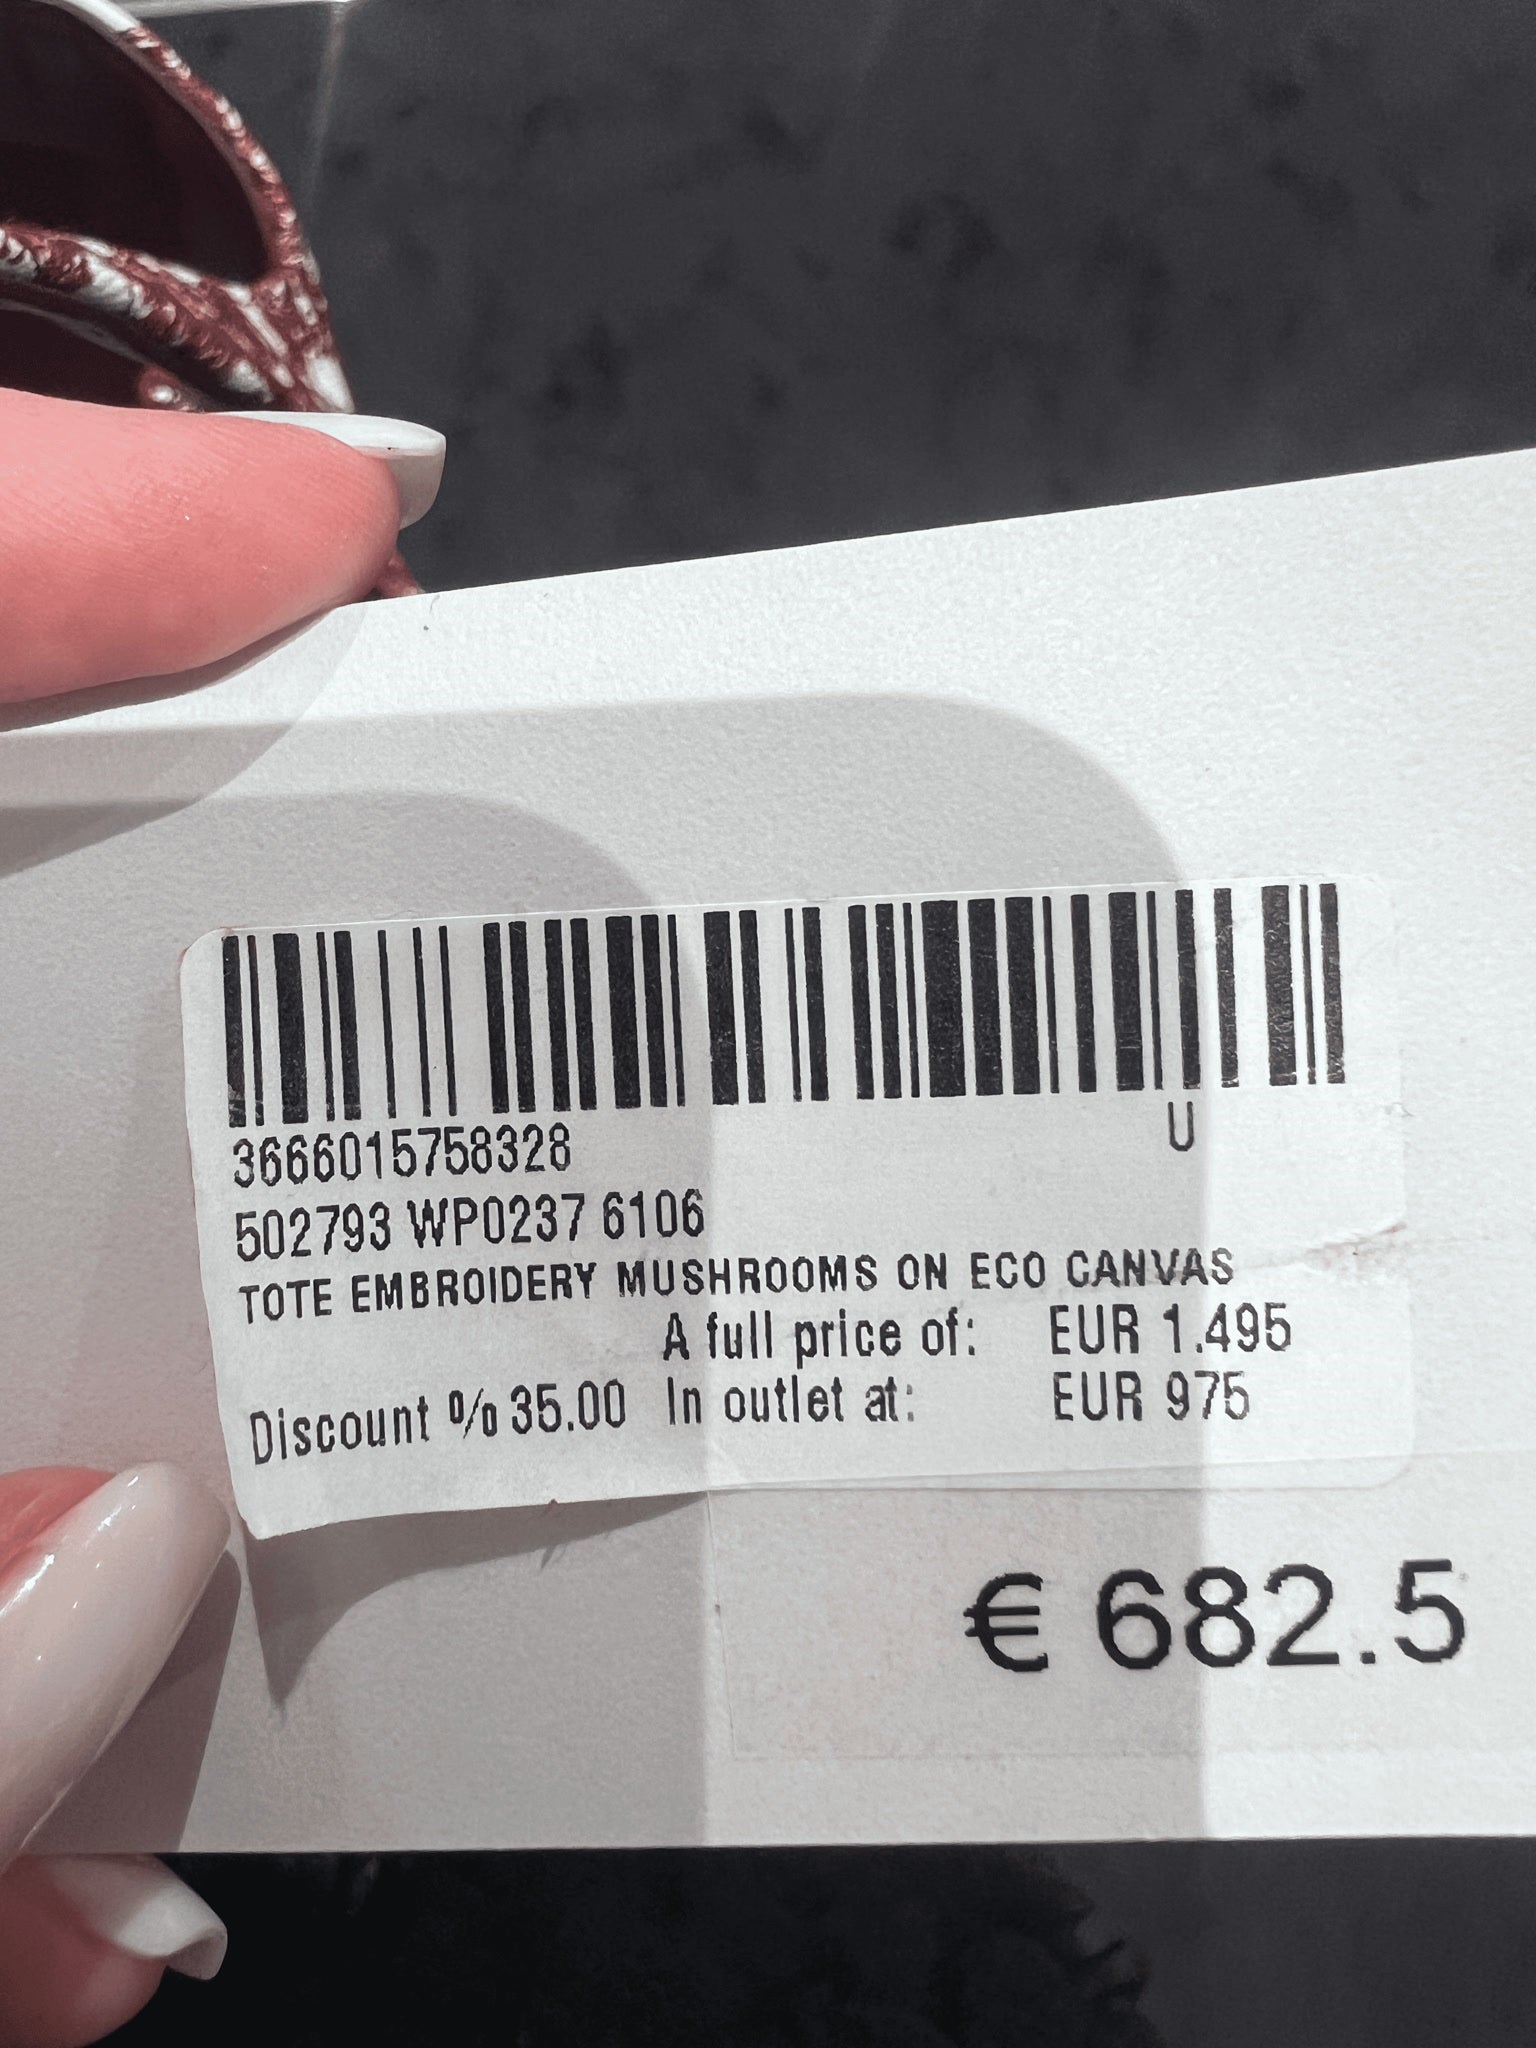 3666015758328 U
502793 WP0237 6106
TOTE EMBROIDERY MUSHROOMS ON ECO CANVAS
A full price of: EUR 1.495
Discount % 35.00 In outlet at: EUR 975
€ 682.5